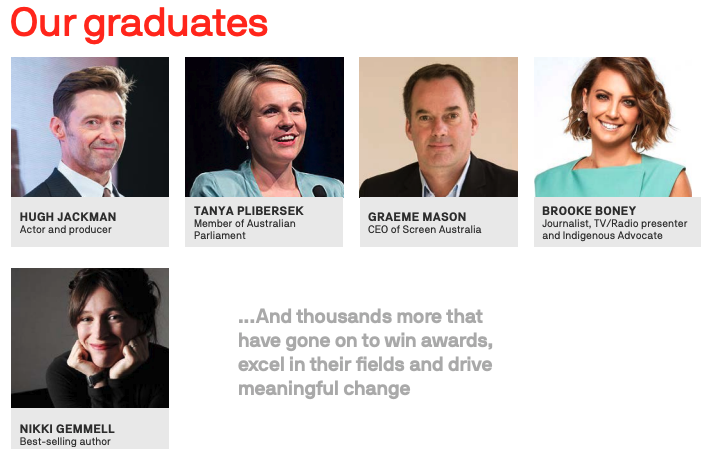 Our graduates
HUGH JACKMAN
Actor and producer
TANYA PLIBERSEK
Member of Australian
Parliament
GRAEME MASON
CEO of Screen Australia
BROOKE BONEY
Journalist, TV/Radio presenter
and Indigenous Advocate
NIKKI GEMMELL
Best-selling author
...And thousands more that
have gone on to win awards,
excel in their fields and drive
meaningful change